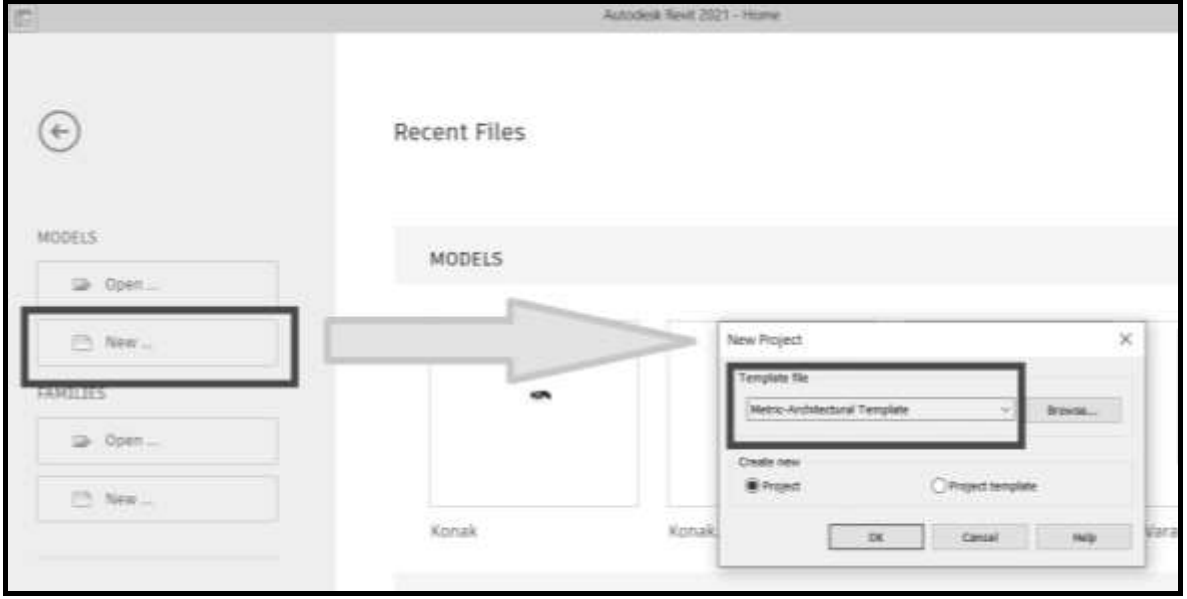 Autodesk Revit 2021 - Home
Recent Files
MODELS
Open ...
New ...
FAMILIES
Open ...
New ...
MODELS
Konak
Konak
New Project
Template file
Metric-Architectural Template
Browse...
Create new
Project
Project template
OK
Cancel
Help
Vara